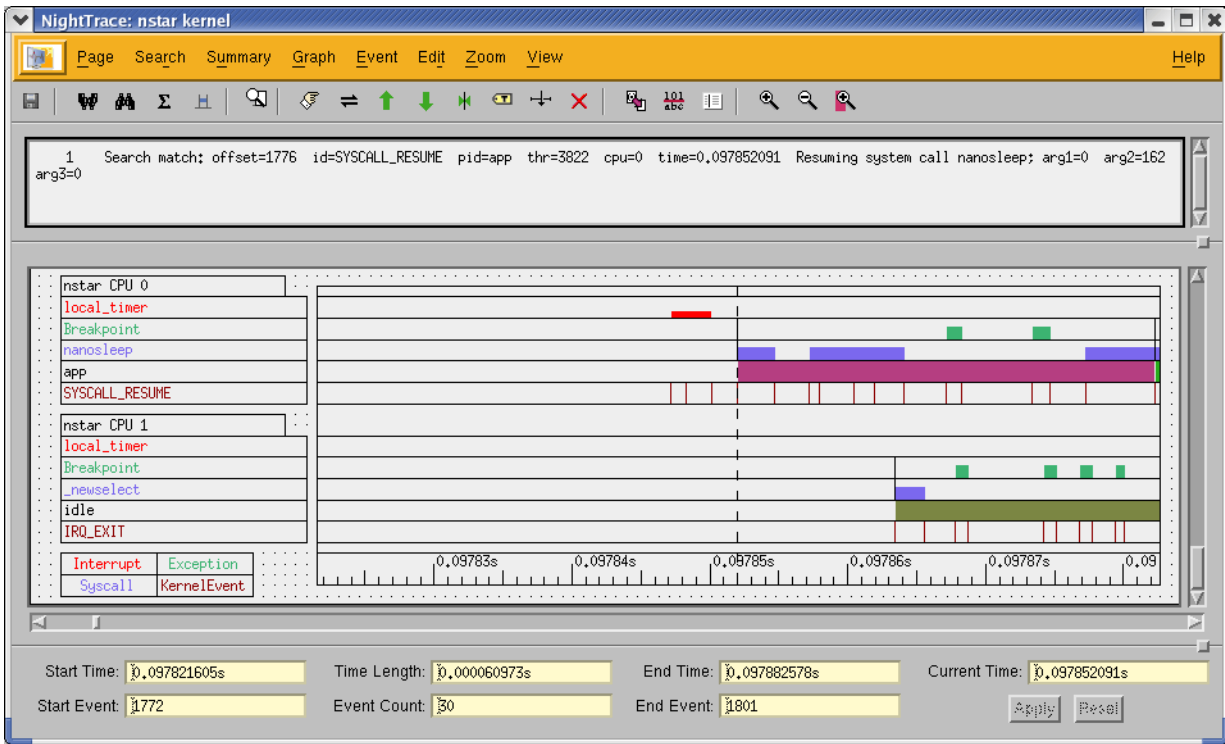 NightTrace: nstar kernel
Page Search Summary Graph Event Edit Zoom View Help
1 Search match: offset=1776 id=SYSCALL_RESUME pid=app thr=3822 cpu=0 time=0.097852091 Resuming system call nanosleep; arg1=0 arg2=162
arg3=0
nstar CPU 0
local_timer
Breakpoint
nanosleep
app
SYSCALL_RESUME
nstar CPU 1
local_timer
Breakpoint
_newselect
idle
IRQ_EXIT
Interrupt Exception
Syscall KernelEvent
0.09783s 0.09784s 0.09785s 0.09786s 0.09787s 0.09
Start Time: 0.097821605s Time Length: 0.000060973s End Time: 0.097882578s Current Time: 0.097852091s
Start Event: 1772 Event Count: 30 End Event: 1801 Apply Reset